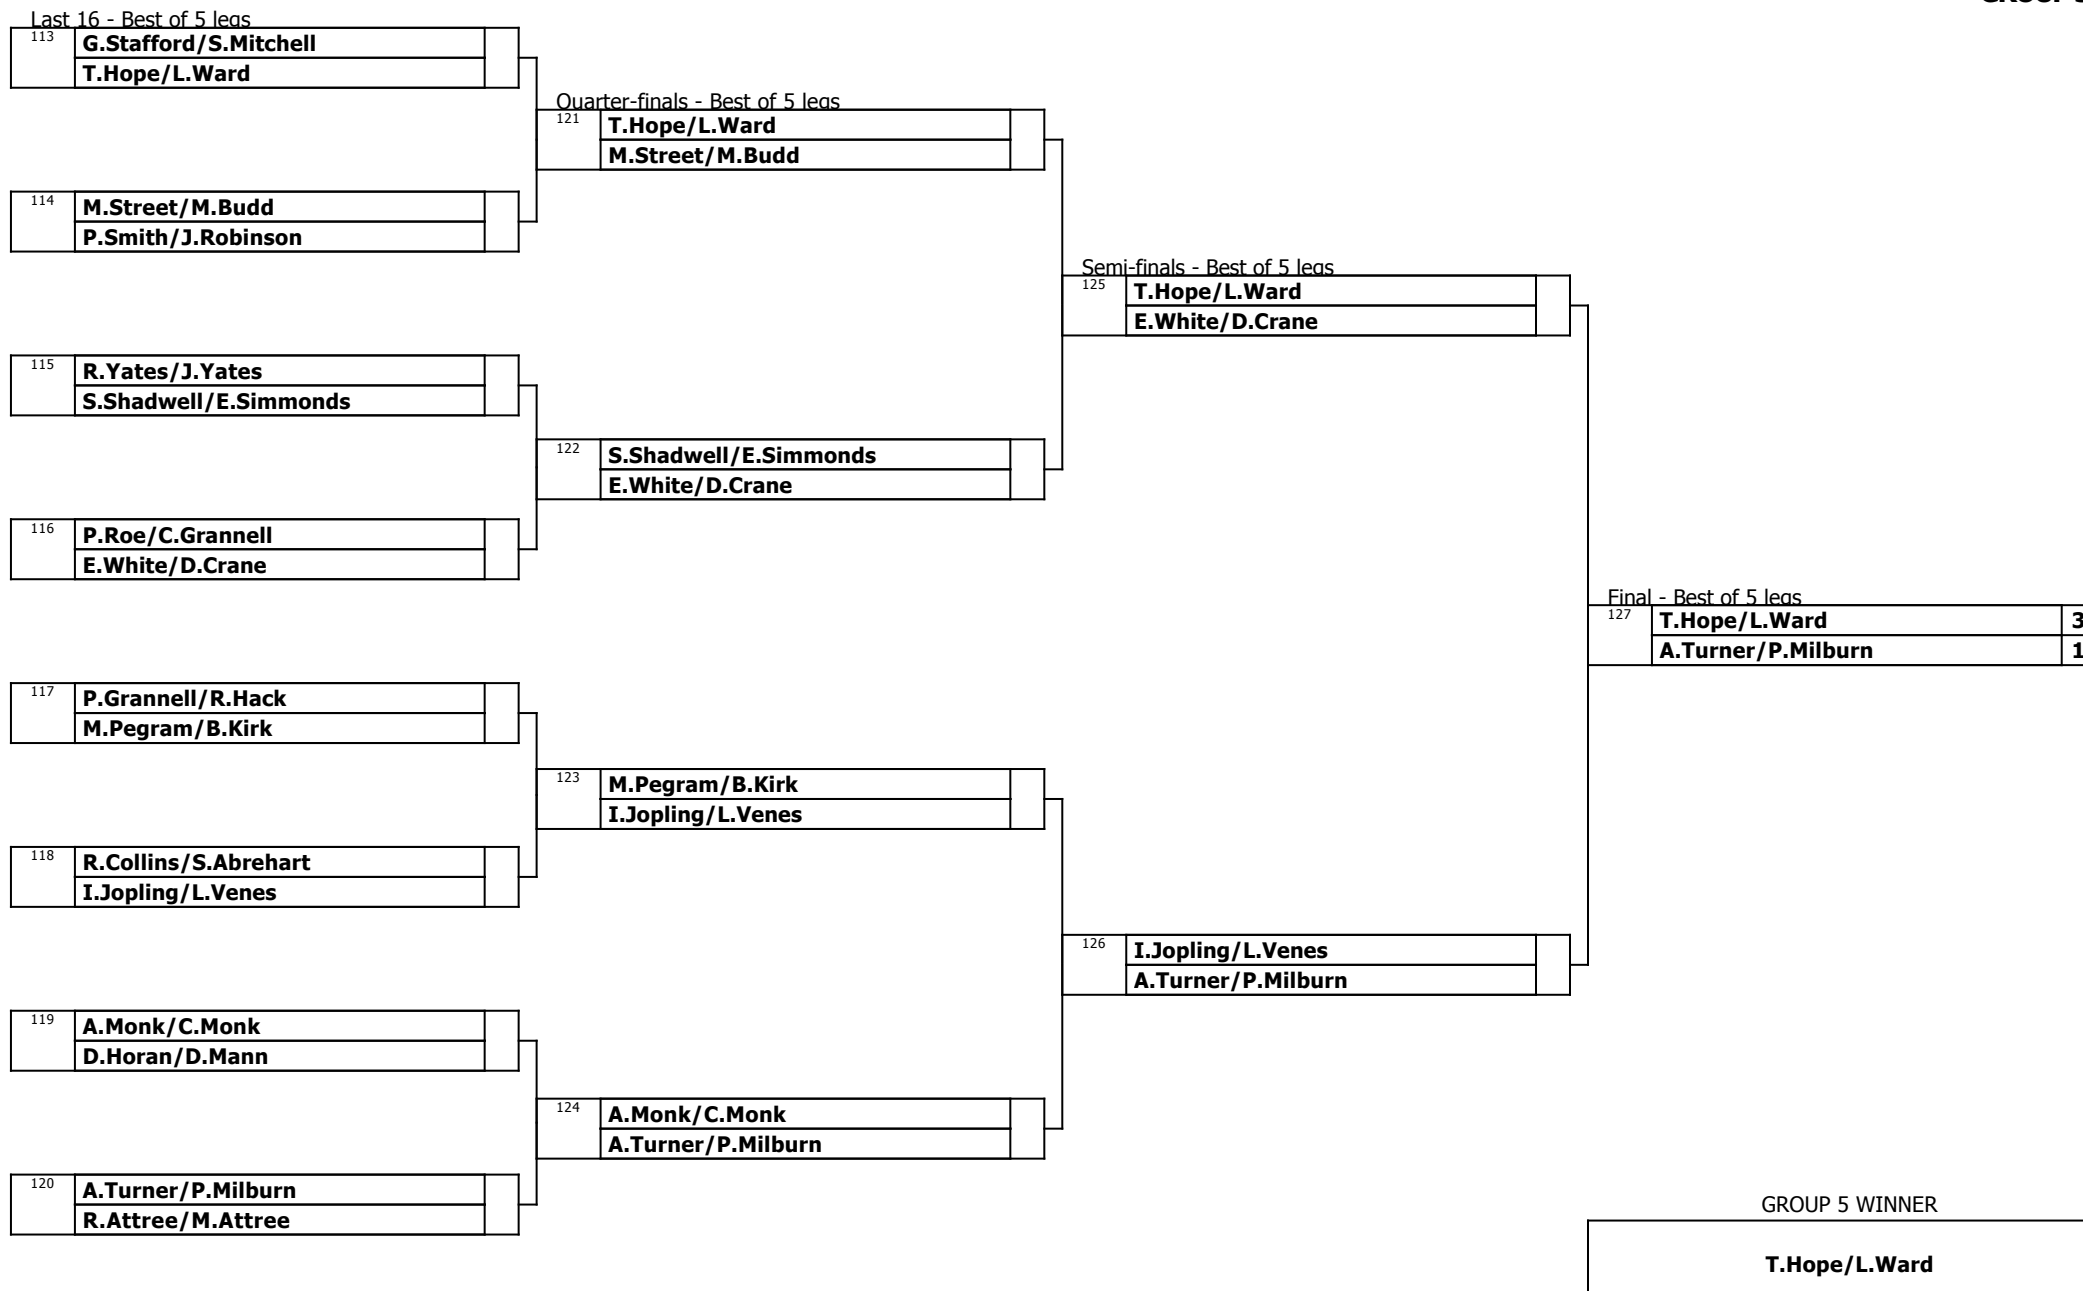 Last 16 - Best of 5 legs
113
G.Stafford/S.Mitchell
T.Hope/L.Ward
114
M.Street/M.Budd
P.Smith/J.Robinson
115
R.Yates/J.Yates
S.Shadwell/E.Simmonds
116
P.Roe/C.Grannell
E.White/D.Crane
117
P.Grannell/R.Hack
M.Pegram/B.Kirk
118
R.Collins/S.Abrehart
I.Jopling/L.Venes
119
A.Monk/C.Monk
D.Horan/D.Mann
120
A.Turner/P.Milburn
R.Attree/M.Attree
Quarter-finals - Best of 5 legs
121
T.Hope/L.Ward
M.Street/M.Budd
122
S.Shadwell/E.Simmonds
E.White/D.Crane
123
M.Pegram/B.Kirk
I.Jopling/L.Venes
124
A.Monk/C.Monk
A.Turner/P.Milburn
Semi-finals - Best of 5 legs
125
T.Hope/L.Ward
E.White/D.Crane
126
I.Jopling/L.Venes
A.Turner/P.Milburn
Final - Best of 5 legs
127
T.Hope/L.Ward 3
A.Turner/P.Milburn 1
GROUP 5 WINNER
T.Hope/L.Ward